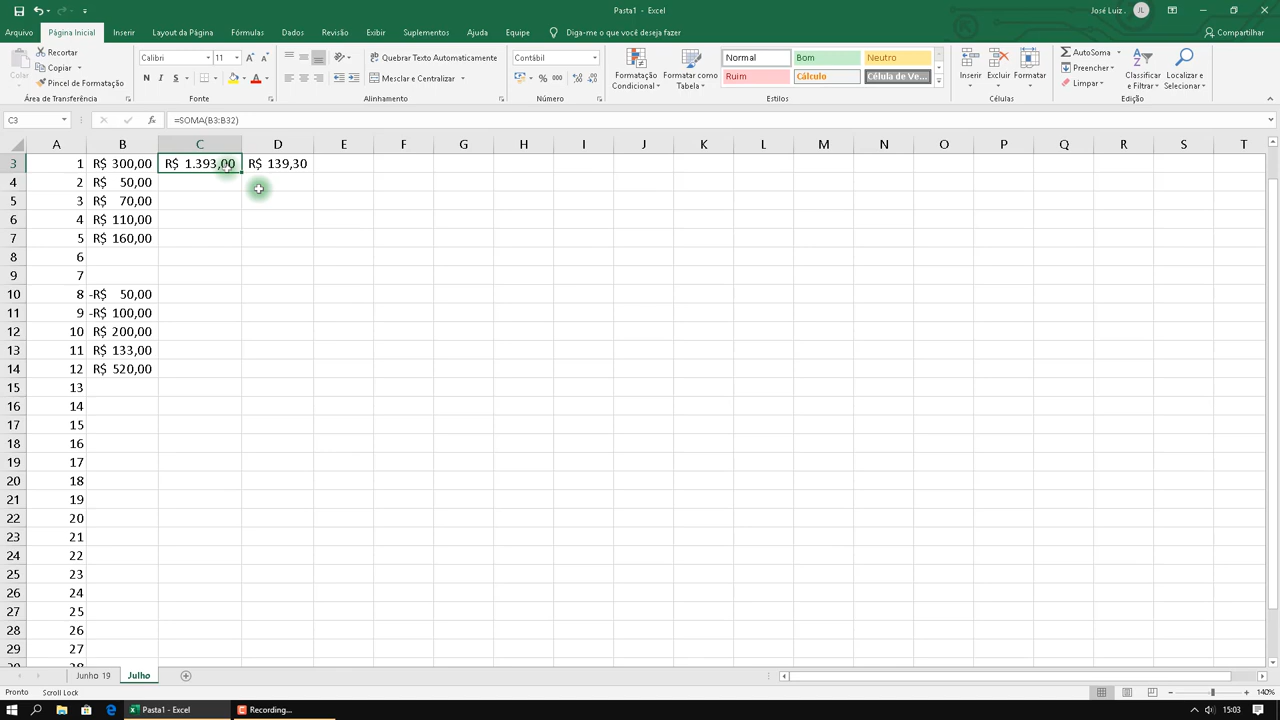 Pasta1 - Excel
José Luiz . JL
Arquivo Página Inicial Inserir Layout da Página Fórmulas Dados Revisão Exibir Suplementos Ajuda Equipe Diga-me o que você deseja fazer Compartilhar
Colar Recortar Copiar Pincel de Formatação
Calibri 11
N I S
Quebrar Texto Automaticamente
Mesclar e Centralizar
Contábil
% 000
Formatação Condicional Formatar como Tabela
Normal Bom Neutro
Ruim Cálculo Célula de Ve...
Inserir Excluir Formatar
AutoSoma Preencher Limpar
Classificar e Filtrar Localizar e Selecionar
Área de Transferência Fonte Alinhamento Número Estilos Células Edição
C3 fx =SOMA(B3:B32)
A B C D E F G H I J K L M N O P Q R S T
3 1 R$ 300,00 R$ 1.393,00 R$ 139,30
4 2 R$ 50,00
5 3 R$ 70,00
6 4 R$ 110,00
7 5 R$ 160,00
8 6
9 7
10 8 -R$ 50,00
11 9 -R$ 100,00
12 10 R$ 200,00
13 11 R$ 133,00
14 12 R$ 520,00
15 13
16 14
17 15
18 16
19 17
20 18
21 19
22 20
23 21
24 22
25 23
26 24
27 25
28 26
29 27
Junho 19 Julho
Pronto Scroll Lock 140%
Pasta1 - Excel Recording... 15:03